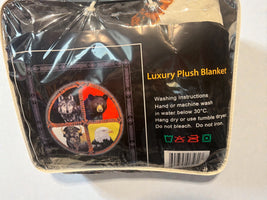 Luxury Plush Blanket
Washing Instructions
Hand or machine wash
in water below 30°C.
Hang dry or use tumble dryer.
Do not bleach. Do not iron.